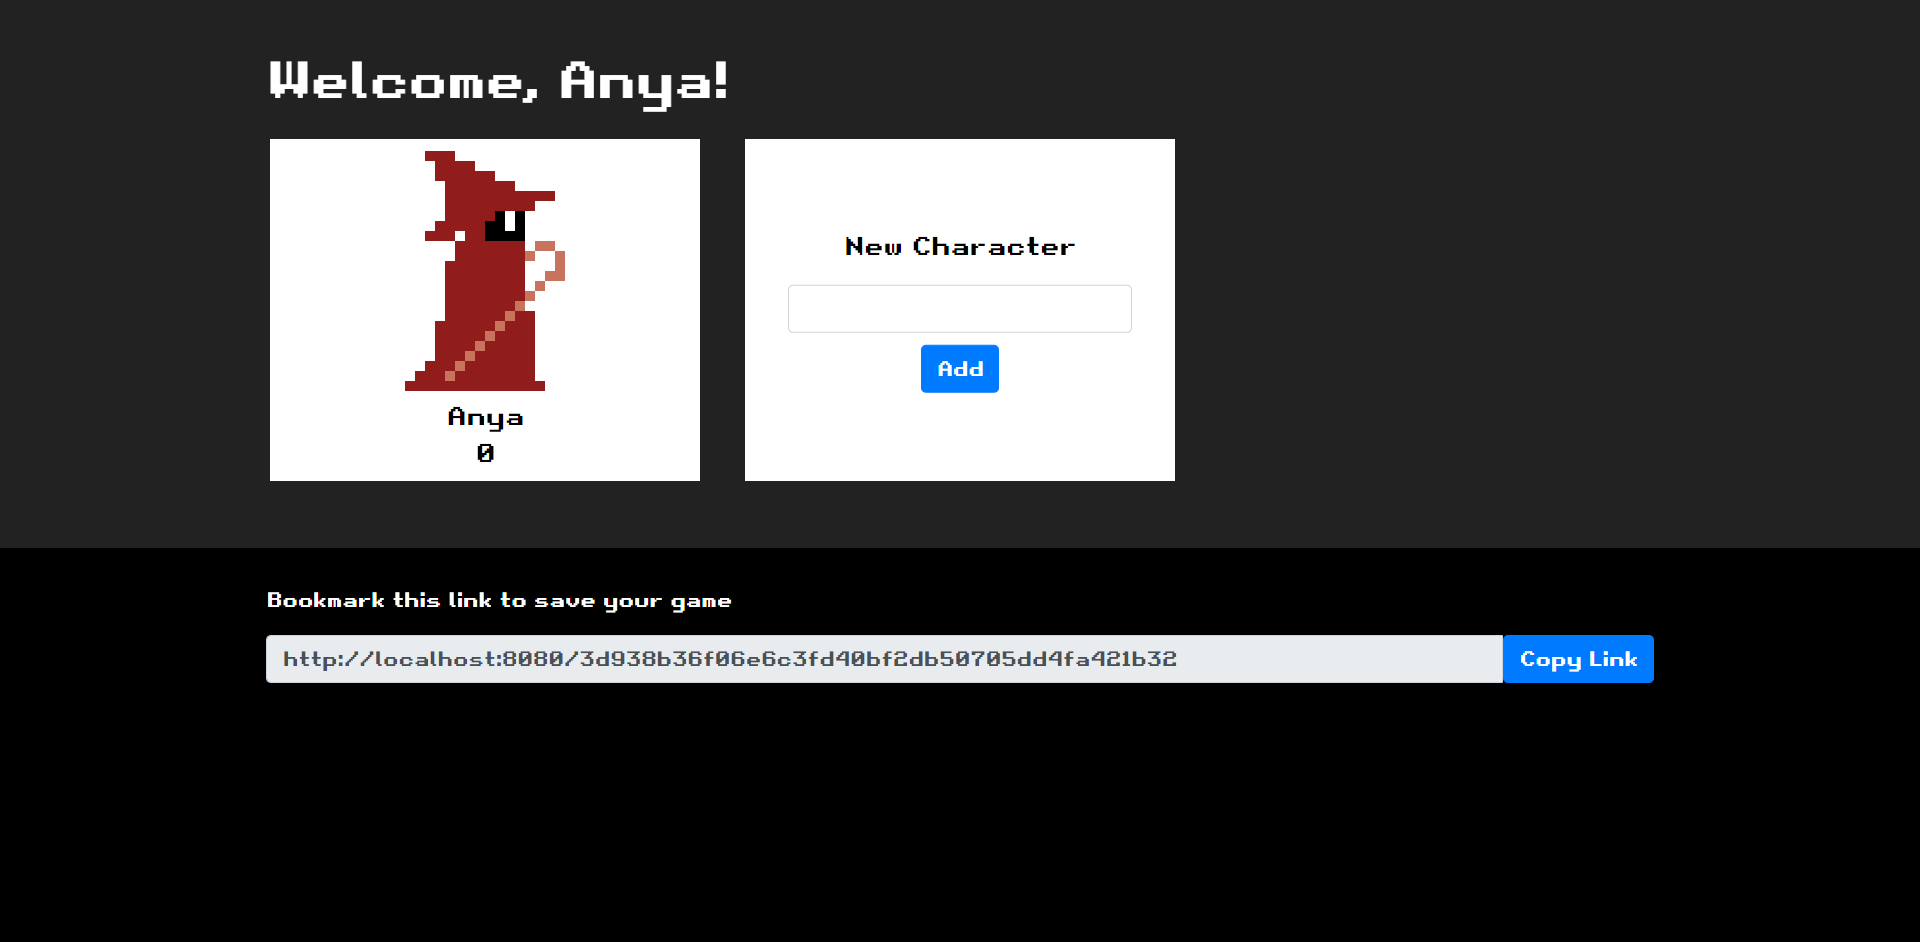 Welcome, Anya!
Anya
0
New Character
Add
Bookmark this link to save your game
http://localhost:8080/3d938b36f06e6c3fd40bf2db50705dd4fa421b32
Copy Link